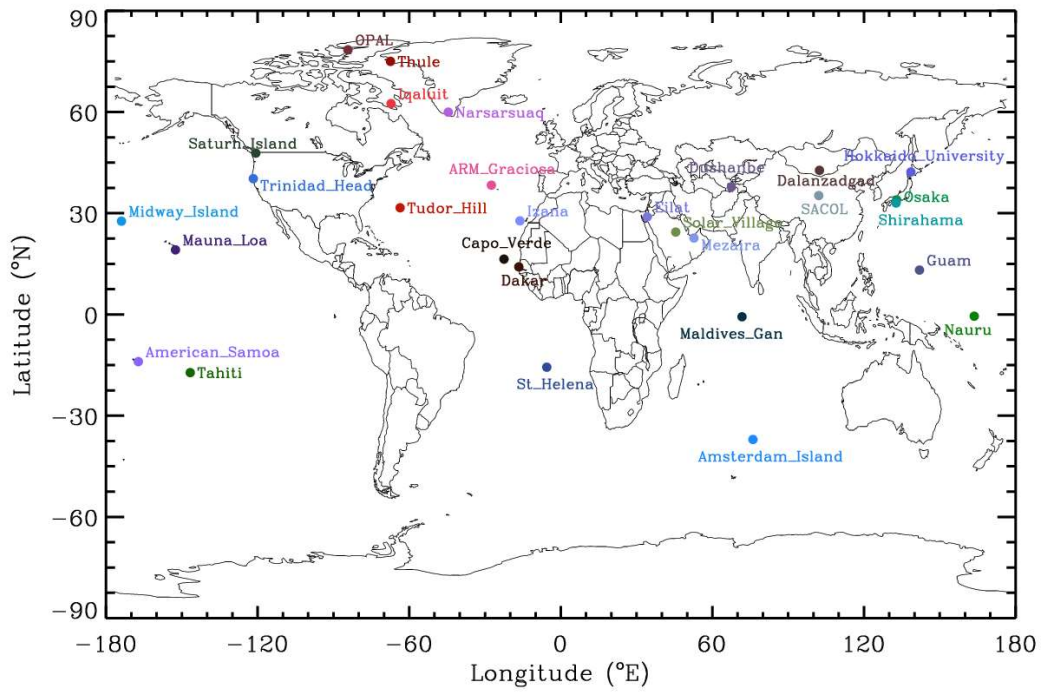 90
60
30
0
−30
−60
−90
Latitude (°N)
OPAL
Thule
Iqaluit
Narsarsuaq
Saturn_Island
Hokkaido_University
ARM_Graciosa
Dushanbe
Trinidad_Head
Dalanzadgad
Osaka
Midway_Island
Tudor_Hill
Izana
Eilat
SACOL
Shirahama
Solar_Village
Mauna_Loa
Capo_Verde
Mezaira
Guam
Dakar
Maldives_Gan
Nauru
American_Samoa
Tahiti
St_Helena
Amsterdam_Island
−180
−120
−60
0
60
120
180
Longitude (°E)